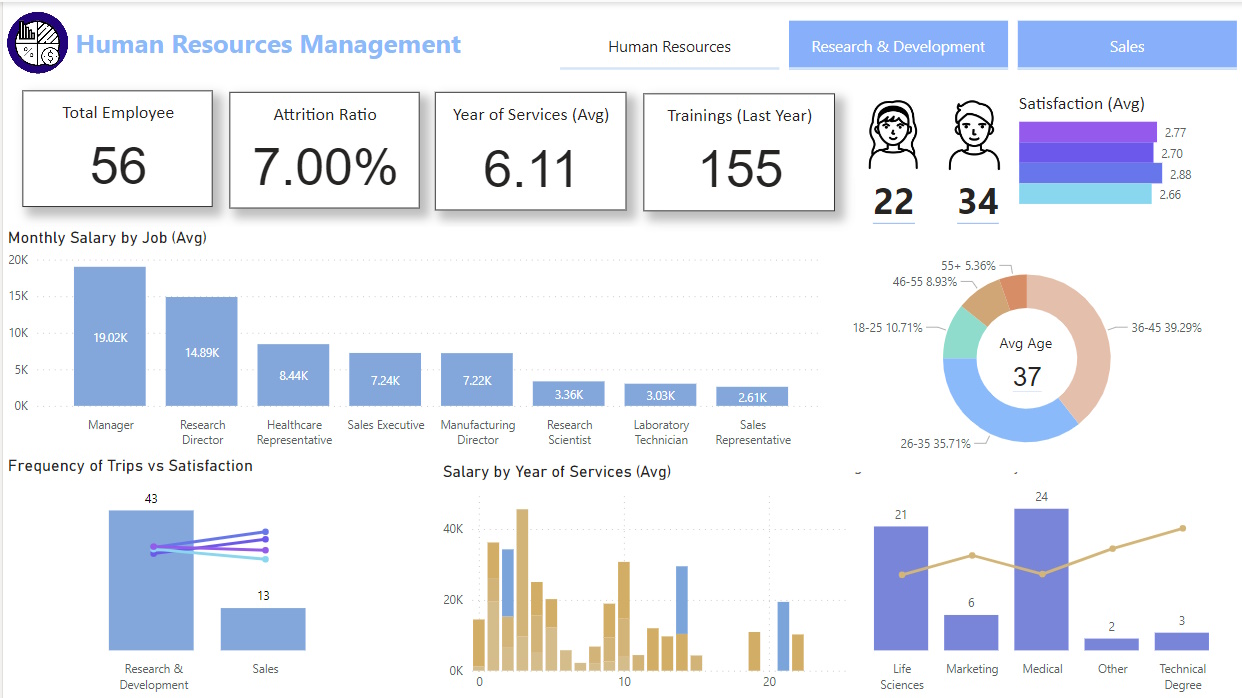 Human Resources Management
Human Resources
Research & Development
Sales
Total Employee
56
Attrition Ratio
7.00%
Year of Services (Avg)
6.11
Trainings (Last Year)
155
22
34
Satisfaction (Avg)
2.77
2.70
2.88
2.66
Monthly Salary by Job (Avg)
20K
15K
10K
5K
0K
19.02K
14.89K
8.44K
7.24K
7.22K
3.36K
3.03K
2.61K
Manager
Research
Director
Healthcare
Representative
Sales Executive
Manufacturing
Director
Research
Scientist
Laboratory
Technician
Sales
Representative
55+ 5.36%
46-55 8.93%
18-25 10.71%
36-45 39.29%
26-35 35.71%
Avg Age
37
Frequency of Trips vs Satisfaction
43
13
Research &
Development
Sales
Salary by Year of Services (Avg)
40K
20K
0K
0
10
20
21
6
24
2
3
Life
Sciences
Marketing
Medical
Other
Technical
Degree